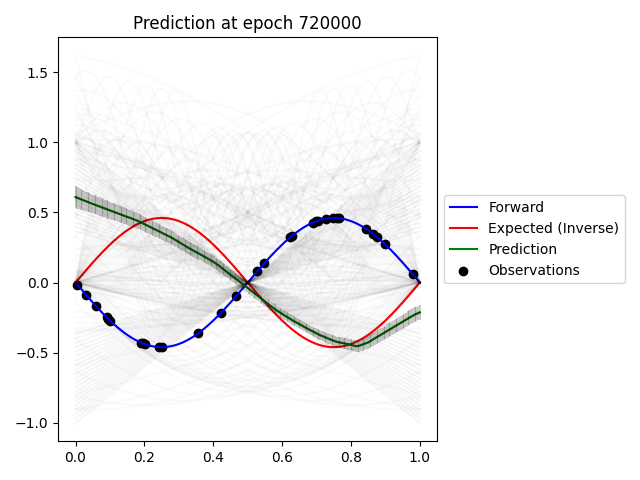 Prediction at epoch 720000
1.5
1.0
0.5
0.0
−0.5
−1.0
0.0 0.2 0.4 0.6 0.8 1.0
Forward
Expected (Inverse)
Prediction
Observations